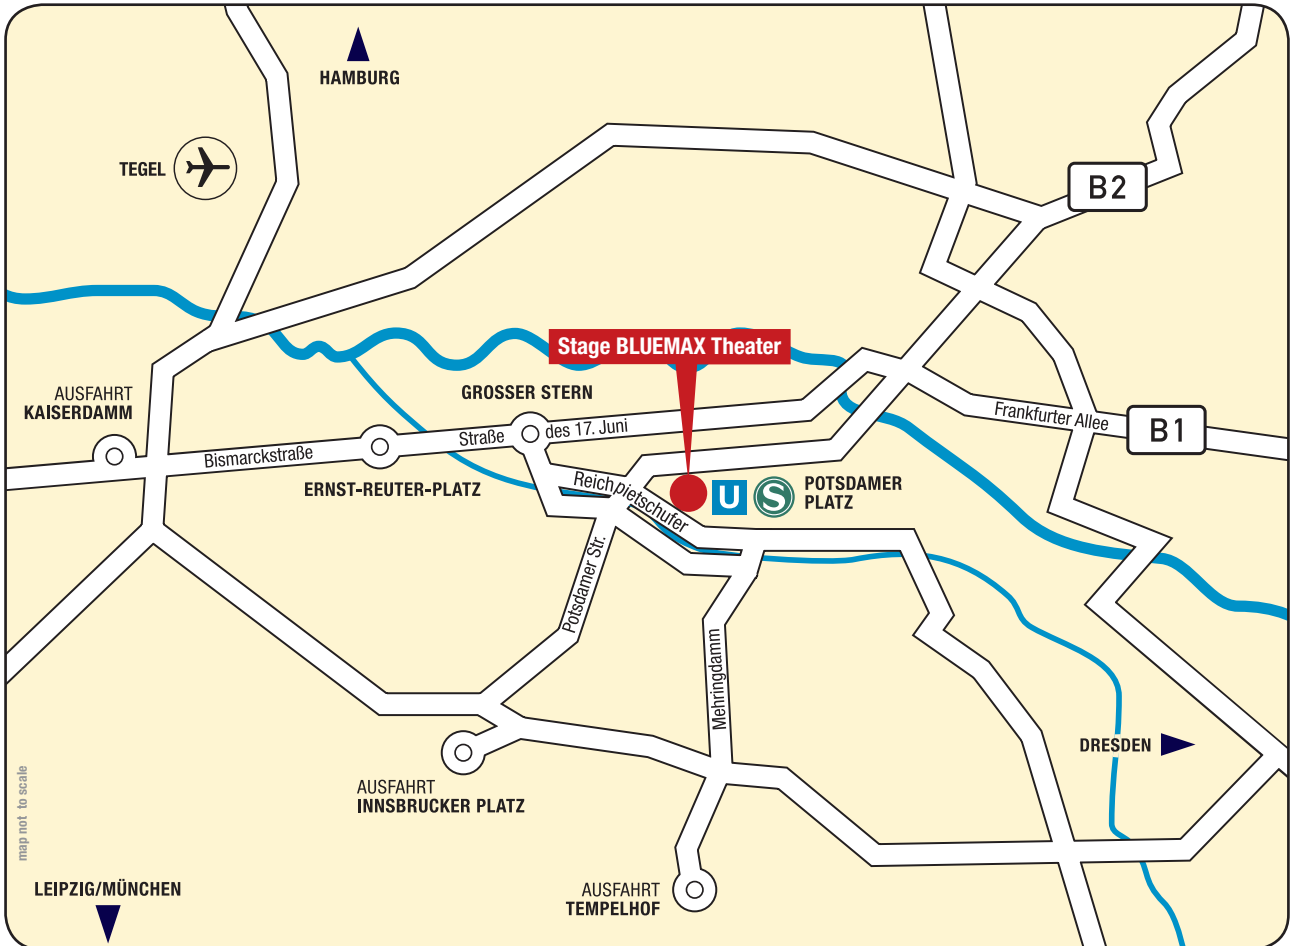 HAMBURG
TEGEL
B2
Stage BLUEMAX Theater
AUSFAHRT
KAISERDAMM
GROSSER STERN
Frankfurter Allee
B1
Straße des 17. Juni
Bismarckstraße
ERNST-REUTER-PLATZ
Reichpietschufer
U
S
POTSDAMER
PLATZ
Potsdamer Str.
Mehringdamm
DRESDEN
AUSFAHRT
INNSBRUCKER PLATZ
map not to scale
LEIPZIG/MÜNCHEN
AUSFAHRT
TEMPELHOF